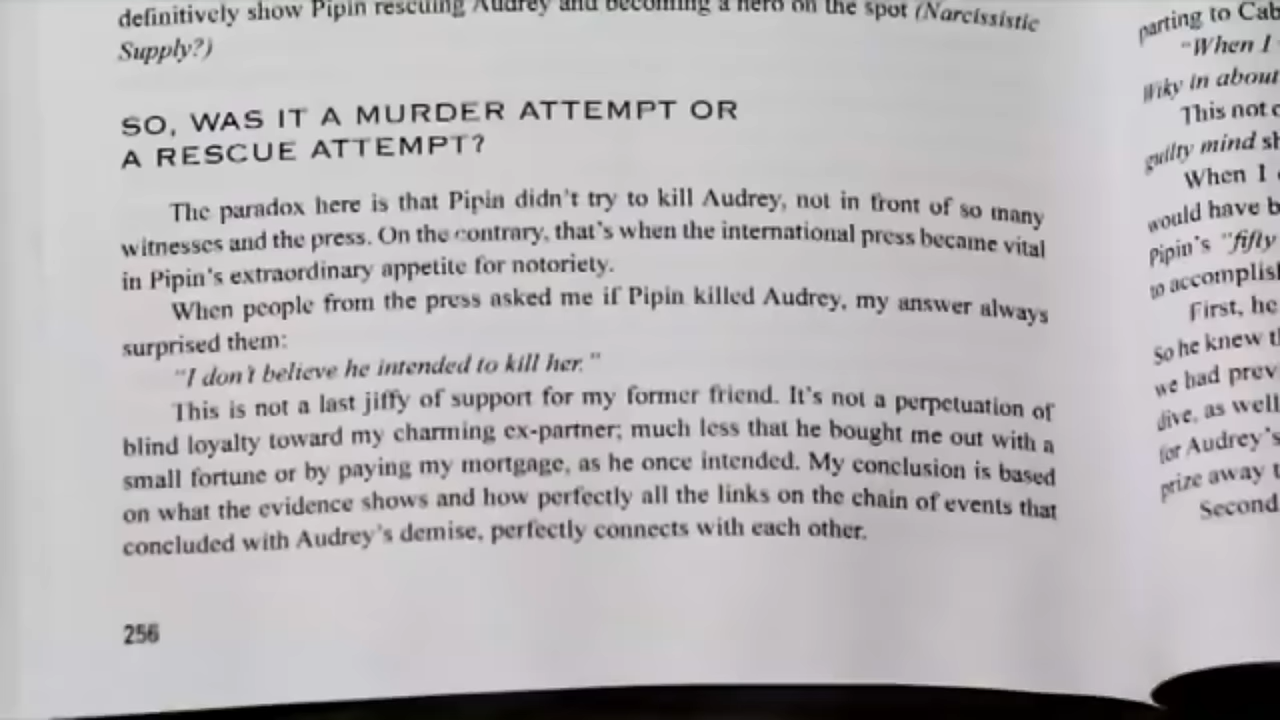 definitively show Pipin rescuing Audrey and becoming a hero on the spot (Narcissistic
Supply?)
SO, WAS IT A MURDER ATTEMPT OR
A RESCUE ATTEMPT?
The paradox here is that Pipin didn't try to kill Audrey, not in front of so many
witnesses and the press. On the contrary, that's when the international press became vital
in Pipin's extraordinary appetite for notoriety.
When people from the press asked me if Pipin killed Audrey, my answer always
surprised them:
"I don't believe he intended to kill her."
This is not a last jiffy of support for my former friend. It's not a perpetuation of
blind loyalty toward my charming ex-partner; much less that he bought me out with a
small fortune or by paying my mortgage, as he once intended. My conclusion is based
on what the evidence shows and how perfectly all the links on the chain of events that
concluded with Audrey's demise, perfectly connects with each other.
256
parting to Cab
"When I
Wiky in about
This not
guilty mind sh
When I
would have b
Pipin's "fifty
to accomplish
First, he
So he knew t
we had prev
dive, as well
for Audrey's
prize away t
Second